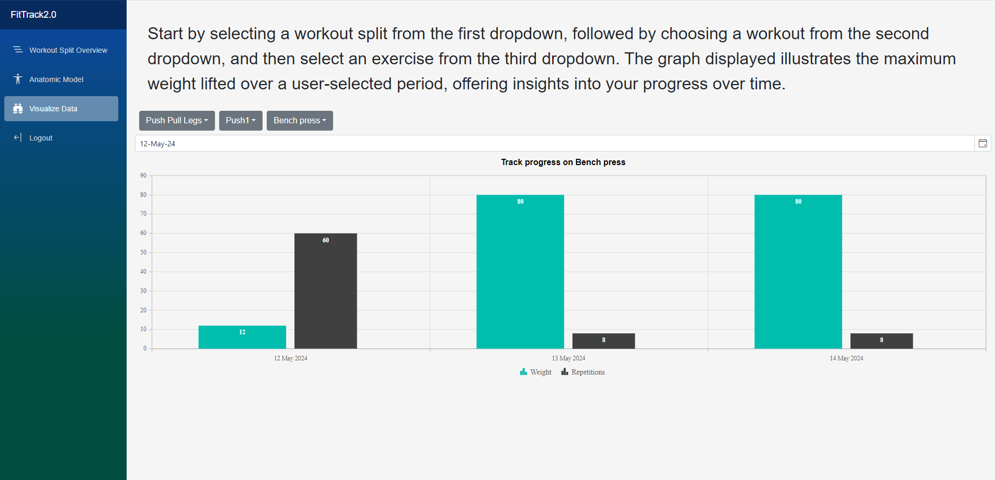 FitTrack2.0
Workout Split Overview
Anatomic Model
Visualize Data
Logout
Start by selecting a workout split from the first dropdown, followed by choosing a workout from the second
dropdown, and then select an exercise from the third dropdown. The graph displayed illustrates the maximum
weight lifted over a user-selected period, offering insights into your progress over time.
Push Pull Legs Push1 Bench press
12-May-24
Track progress on Bench press
90
80
70
60
50
40
30
20
10
0
12 60 80 8 80 8
12 May 2024 13 May 2024 14 May 2024
Weight Repetitions